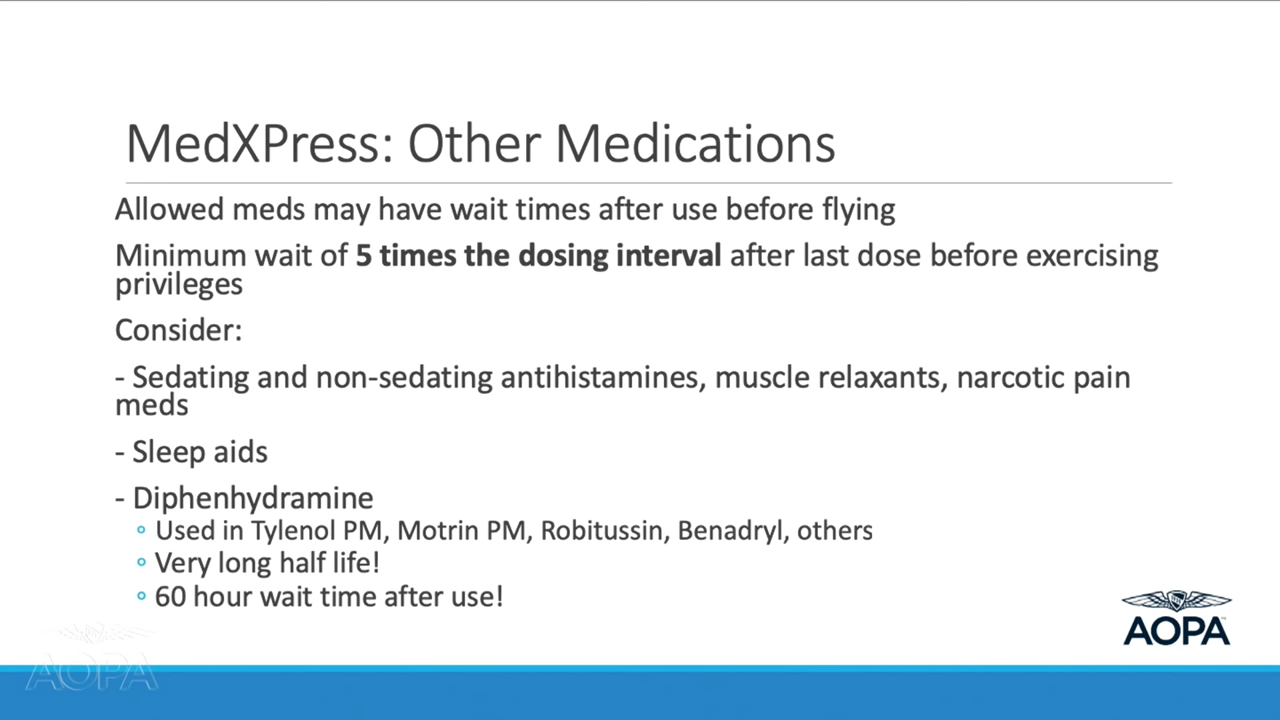 MedXPress: Other Medications
Allowed meds may have wait times after use before flying
Minimum wait of 5 times the dosing interval after last dose before exercising
privileges
Consider:
- Sedating and non-sedating antihistamines, muscle relaxants, narcotic pain
meds
- Sleep aids
- Diphenhydramine
◦ Used in Tylenol PM, Motrin PM, Robitussin, Benadryl, others
◦ Very long half life!
◦ 60 hour wait time after use!
AOPA
AOPA